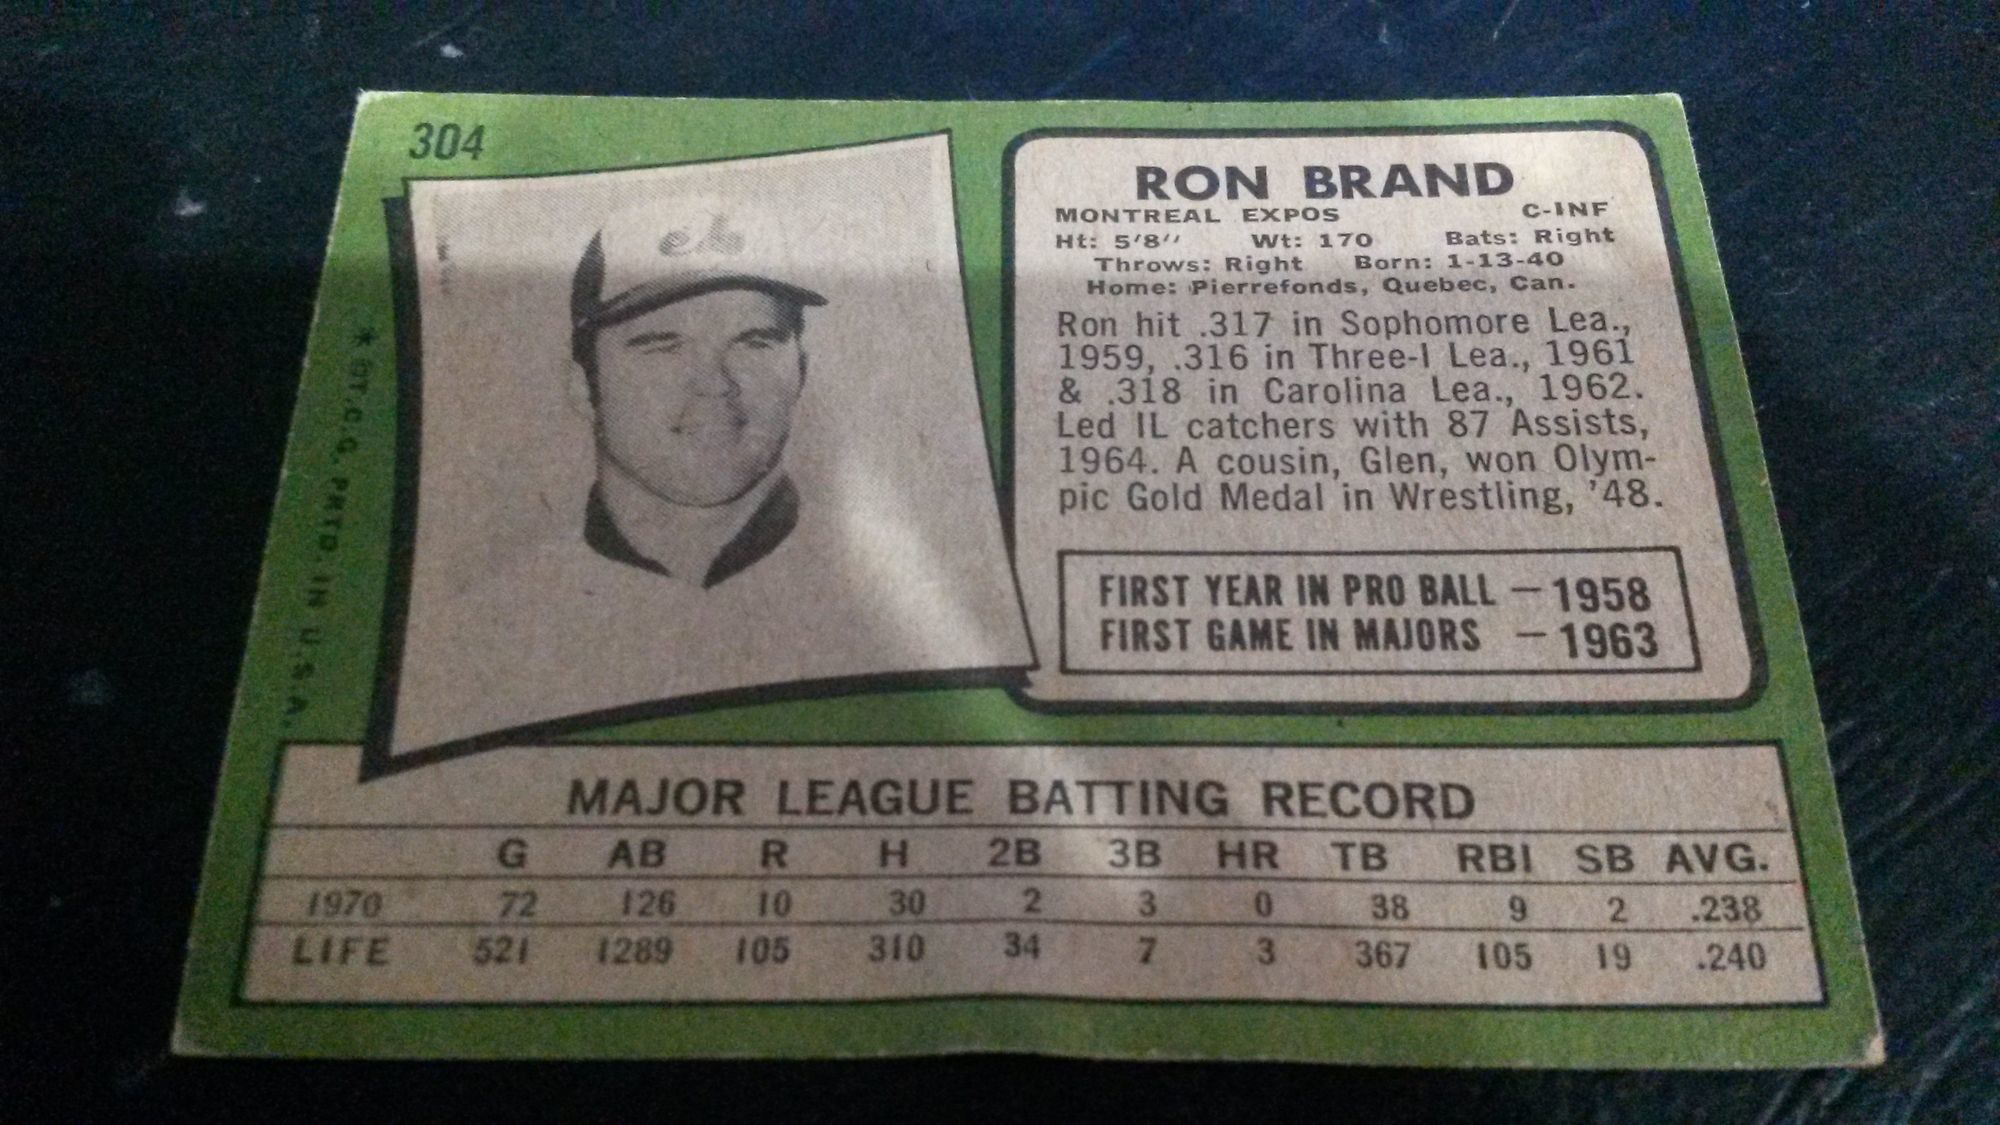 304
RON BRAND
MONTREAL EXPOS C-INF
Ht: 5'8" Wt: 170 Bats: Right
Throws: Right Born: 1-13-40
Home: Pierrefonds, Quebec, Can.
Ron hit .317 in Sophomore Lea.,
1959, .316 in Three-I Lea., 1961
& .318 in Carolina Lea., 1962.
Led IL catchers with 87 Assists,
1964. A cousin, Glen, won Olym-
pic Gold Medal in Wrestling, '48.
FIRST YEAR IN PRO BALL — 1958
FIRST GAME IN MAJORS — 1963
* ©T.C.G. PRTD. IN U.S.A.
MAJOR LEAGUE BATTING RECORD
G AB R H 2B 3B HR TB RBI SB AVG.
1970 72 126 10 30 2 3 0 38 9 2 .238
LIFE 521 1289 105 310 34 7 3 367 105 19 .240